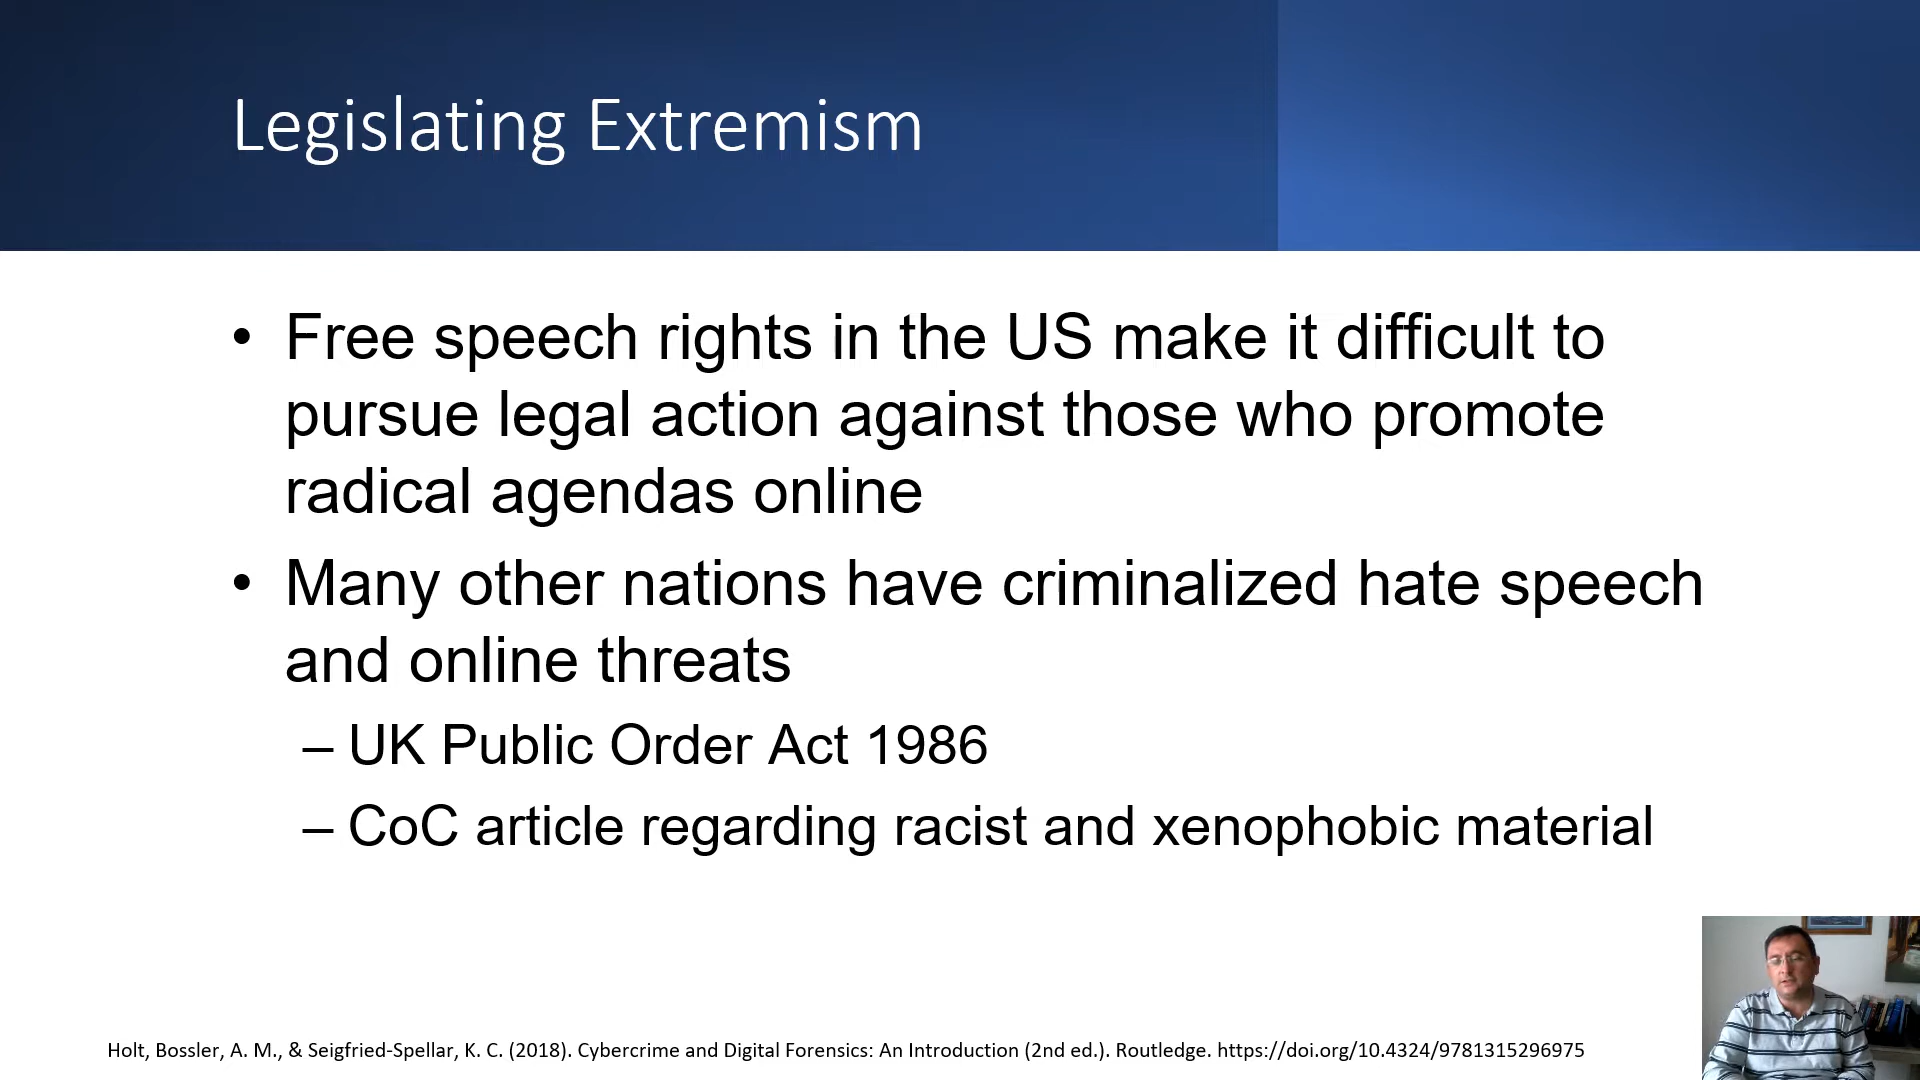 Legislating Extremism
• Free speech rights in the US make it difficult to
pursue legal action against those who promote
radical agendas online
• Many other nations have criminalized hate speech
and online threats
– UK Public Order Act 1986
– CoC article regarding racist and xenophobic material
Holt, Bossler, A. M., & Seigfried-Spellar, K. C. (2018). Cybercrime and Digital Forensics: An Introduction (2nd ed.). Routledge. https://doi.org/10.4324/9781315296975